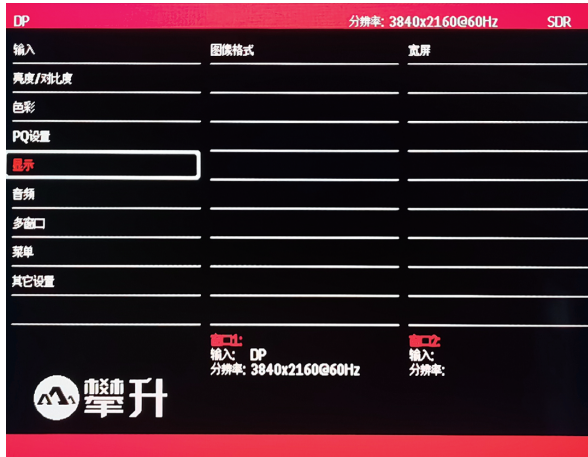 DP 分辨率: 3840x2160@60Hz SDR
输入 图像格式 宽屏
亮度/对比度
色彩
PQ设置
显示
音频
多窗口
菜单
其它设置
窗口1: 窗口2:
输入: DP 输入:
分辨率: 3840x2160@60Hz 分辨率:
攀升